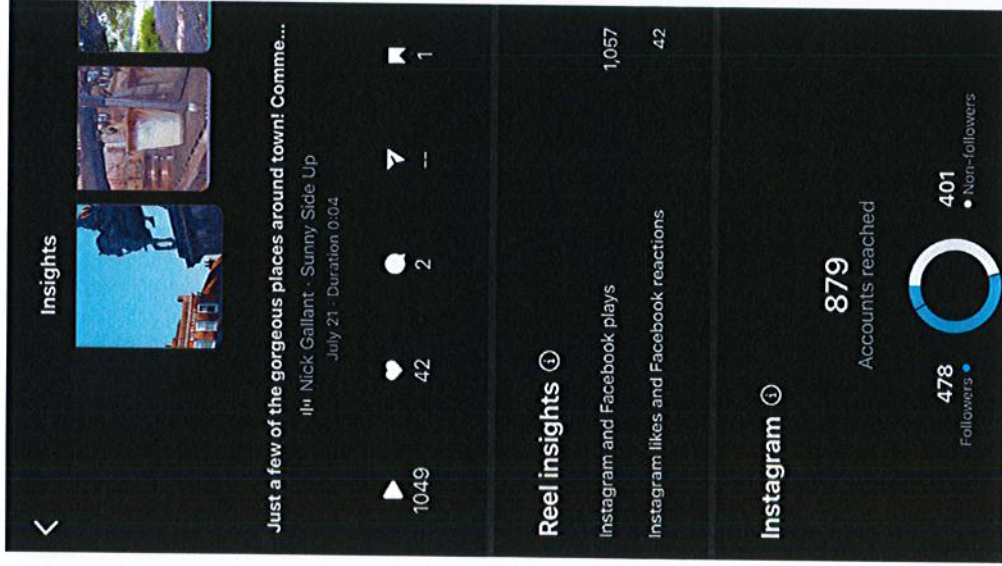 Insights
Just a few of the gorgeous places around town! Comme...
Nick Gallant · Sunny Side Up
July 21 · Duration 0:04
1049 42 2 -- 1
Reel insights
Instagram and Facebook plays 1,057
Instagram likes and Facebook reactions 42
Instagram
879
Accounts reached
478 401
Followers Non-followers